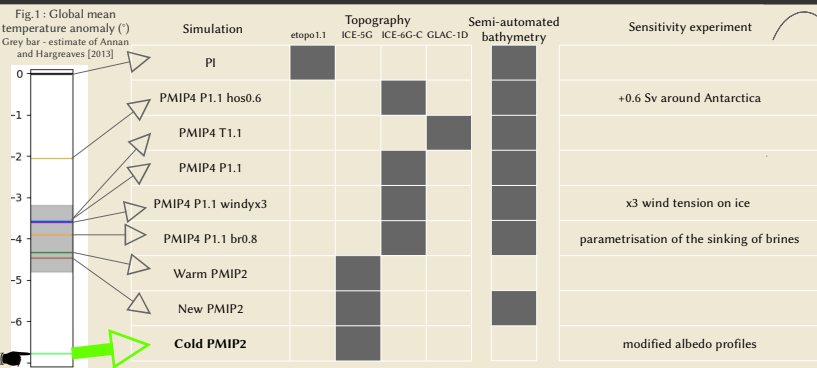 Fig.1 : Global mean
temperature anomaly (°)
Grey bar - estimate of Annan
and Hargreaves [2013]
Simulation
Topography
etopo1.1 ICE-5G ICE-6G-C GLAC-1D
Semi-automated
bathymetry
Sensitivity experiment
0
-1
-2
-3
-4
-5
-6
PI
PMIP4 P1.1 hos0.6 +0.6 Sv around Antarctica
PMIP4 T1.1
PMIP4 P1.1
PMIP4 P1.1 windyx3 x3 wind tension on ice
PMIP4 P1.1 br0.8 parametrisation of the sinking of brines
Warm PMIP2
New PMIP2
Cold PMIP2 modified albedo profiles